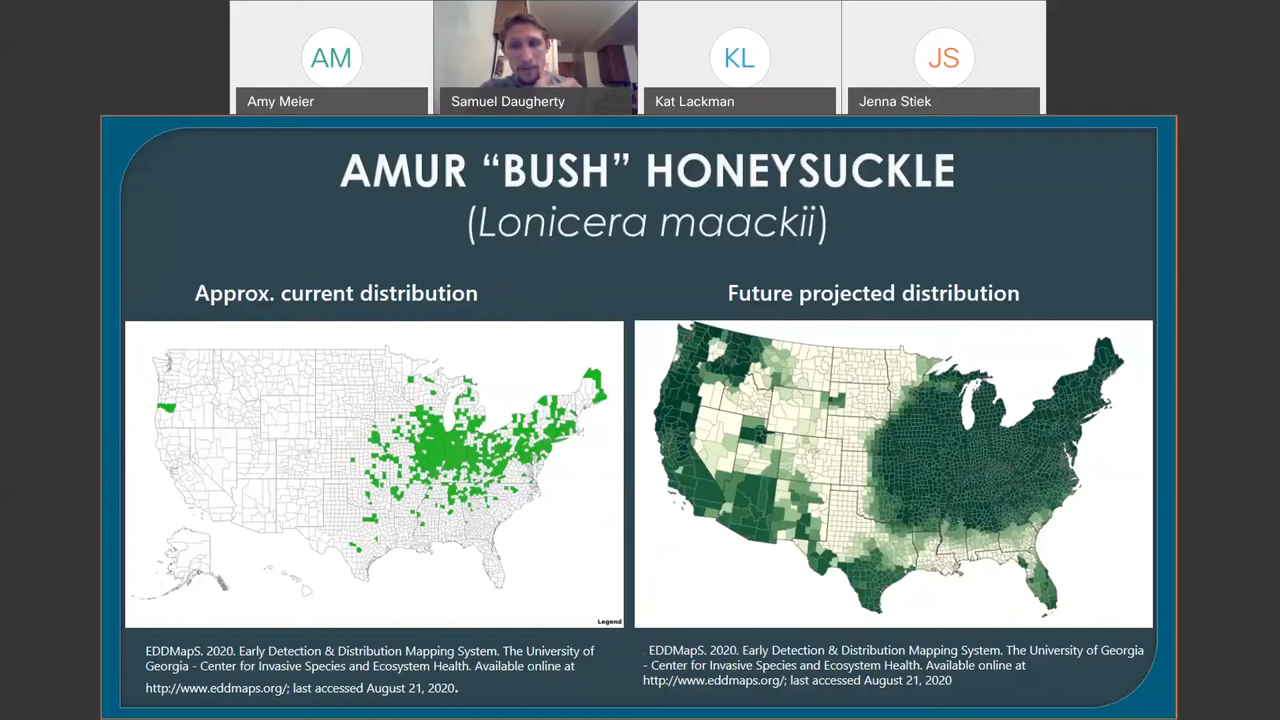 AM
KL
JS
Amy Meier
Samuel Daugherty
Kat Lackman
Jenna Stiek
AMUR “BUSH” HONEYSUCKLE
(Lonicera maackii)
Approx. current distribution
Future projected distribution
Legend
EDDMapS. 2020. Early Detection & Distribution Mapping System. The University of
Georgia - Center for Invasive Species and Ecosystem Health. Available online at
http://www.eddmaps.org/; last accessed August 21, 2020.
EDDMapS. 2020. Early Detection & Distribution Mapping System. The University of Georgia
- Center for Invasive Species and Ecosystem Health. Available online at
http://www.eddmaps.org/; last accessed August 21, 2020